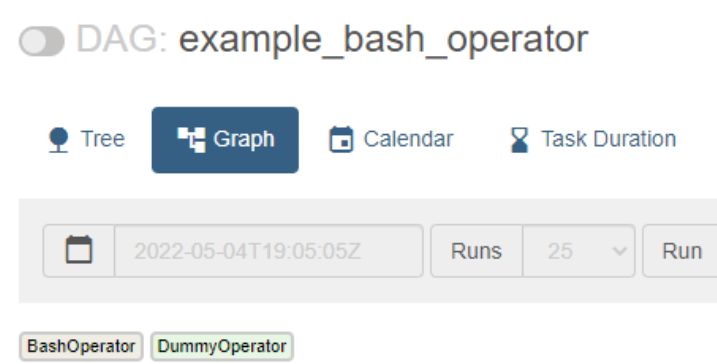 DAG: example_bash_operator
Tree Graph Calendar Task Duration
2022-05-04T19:05:05Z Runs 25 Run
BashOperator DummyOperator